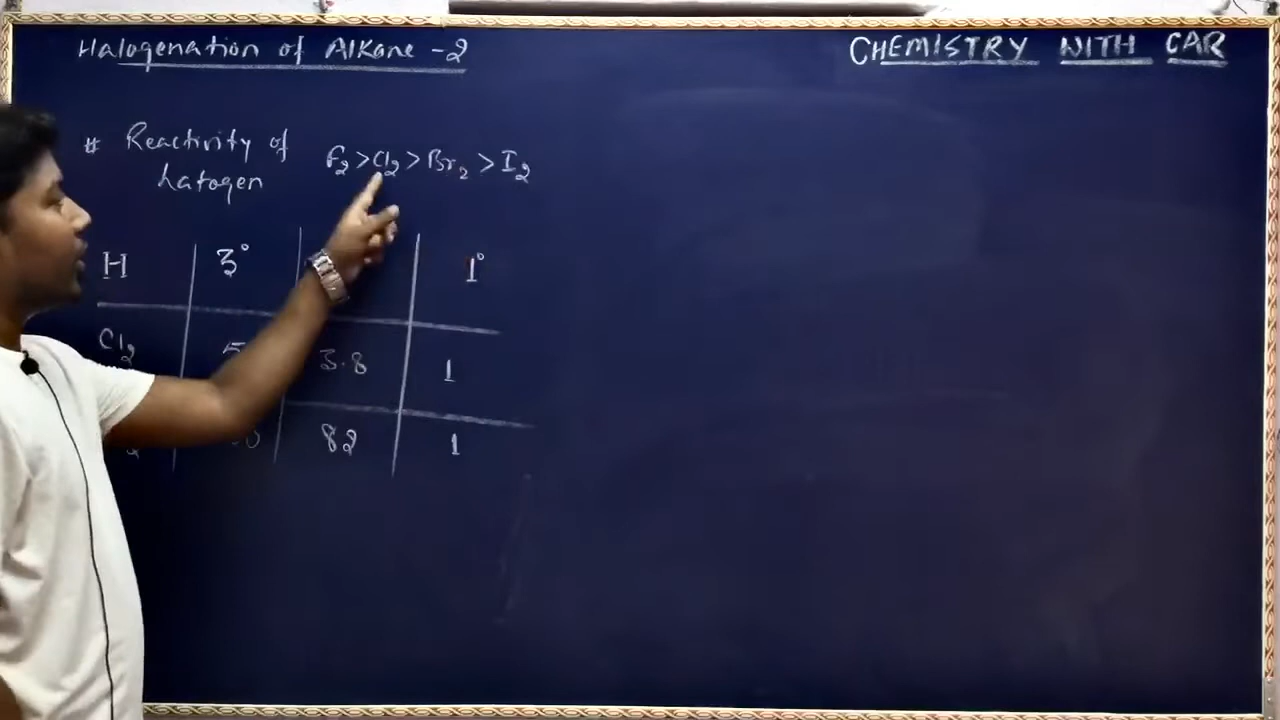 Halogenation of Alkane -2
CHEMISTRY WITH CAR
# Reactivity of
halogen
F₂ > Cl₂ > Br₂ > I₂
H 3° 1°
Cl₂ 3.8 1
82 1